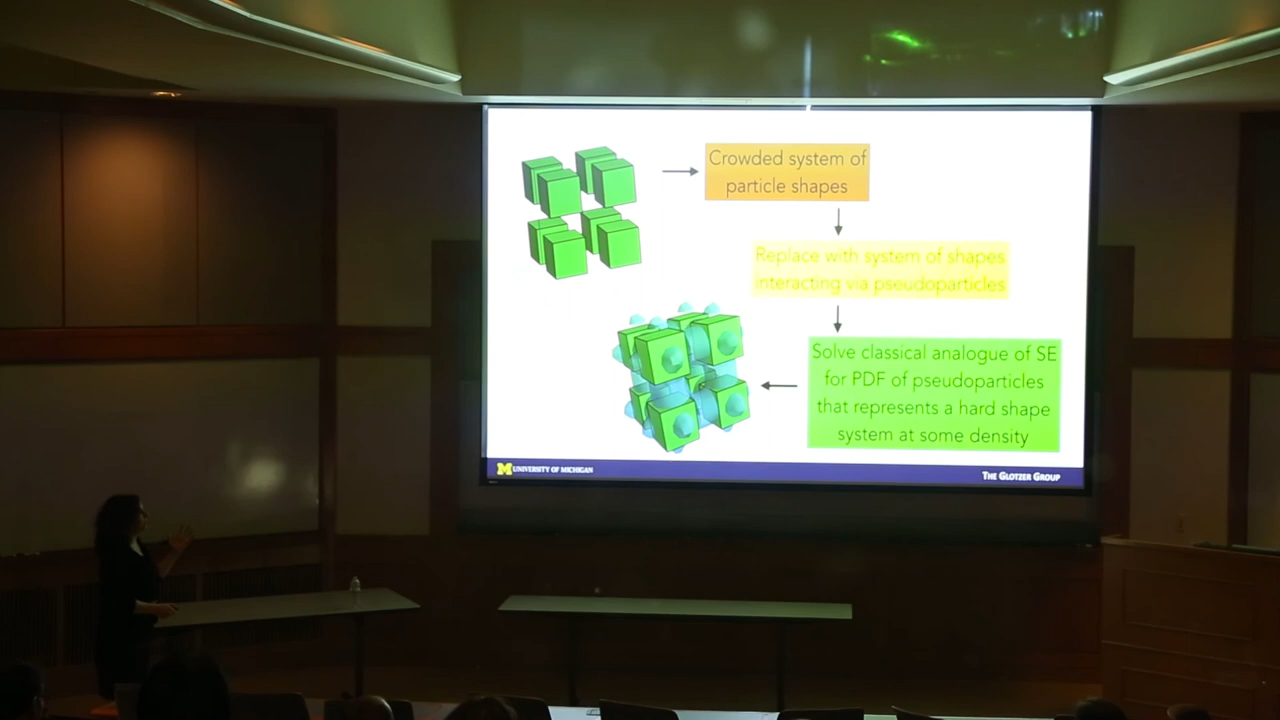 Crowded system of
particle shapes
Replace with system of shapes
interacting via pseudoparticles
Solve classical analogue of SE
for PDF of pseudoparticles
that represents a hard shape
system at some density
M UNIVERSITY OF MICHIGAN
THE GLOTZER GROUP